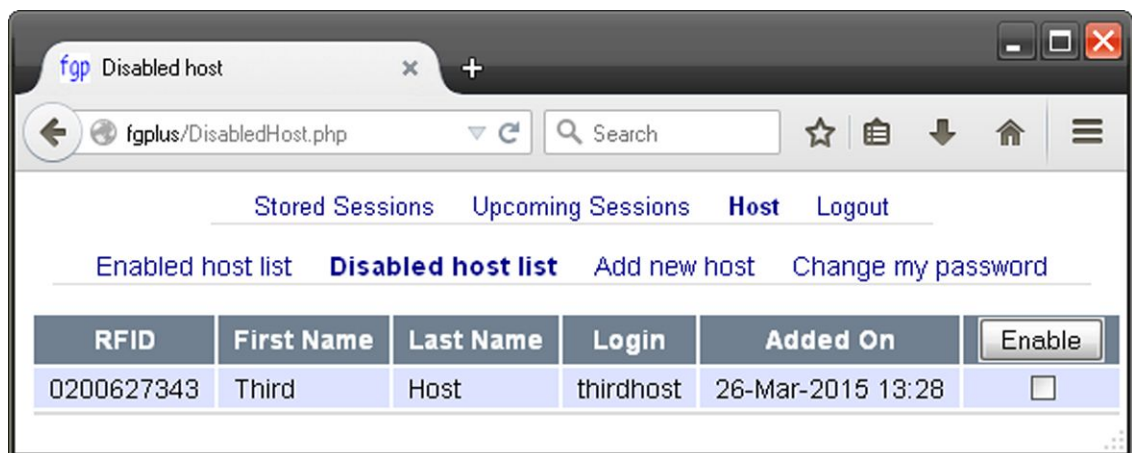 fgp Disabled host
fgplus/DisabledHost.php Search
Stored Sessions Upcoming Sessions Host Logout
Enabled host list Disabled host list Add new host Change my password
RFID First Name Last Name Login Added On Enable
0200627343 Third Host thirdhost 26-Mar-2015 13:28